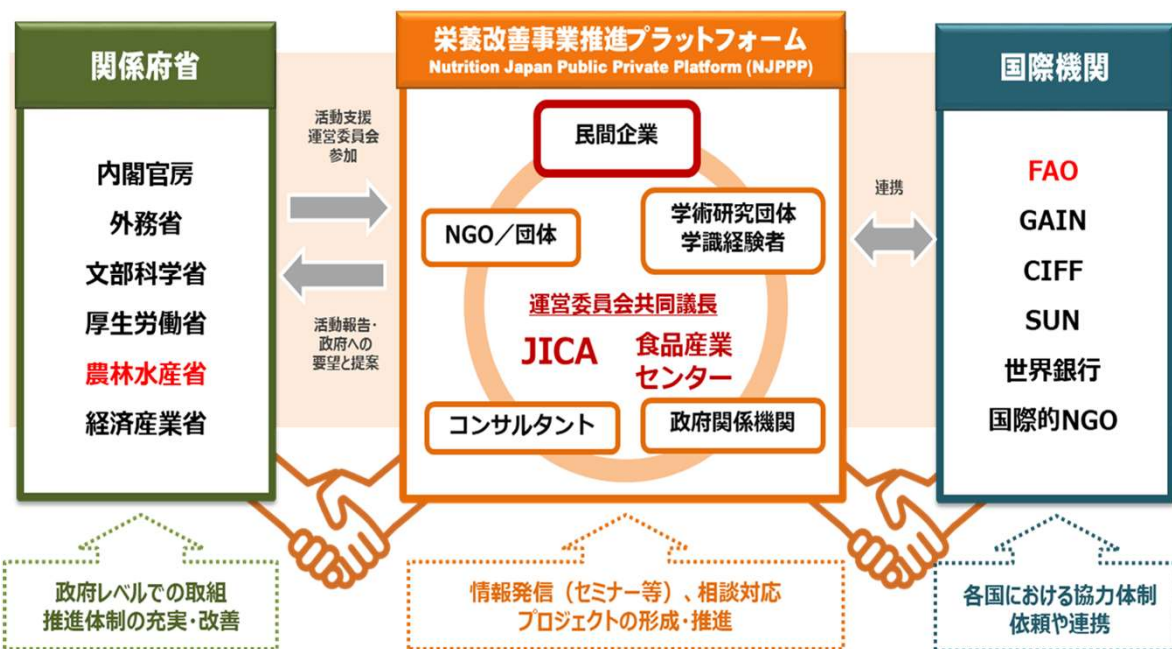 関係府省
内閣官房
外務省
文部科学省
厚生労働省
農林水産省
経済産業省
活動支援
運営委員会
参加
活動報告・
政府への
要望と提案
栄養改善事業推進プラットフォーム
Nutrition Japan Public Private Platform (NJPPP)
民間企業
NGO／団体
学術研究団体
学識経験者
運営委員会共同議長
JICA
食品産業
センター
コンサルタント
政府関係機関
連携
国際機関
FAO
GAIN
CIFF
SUN
世界銀行
国際的NGO
政府レベルでの取組
推進体制の充実・改善
情報発信（セミナー等）、相談対応
プロジェクトの形成・推進
各国における協力体制
依頼や連携